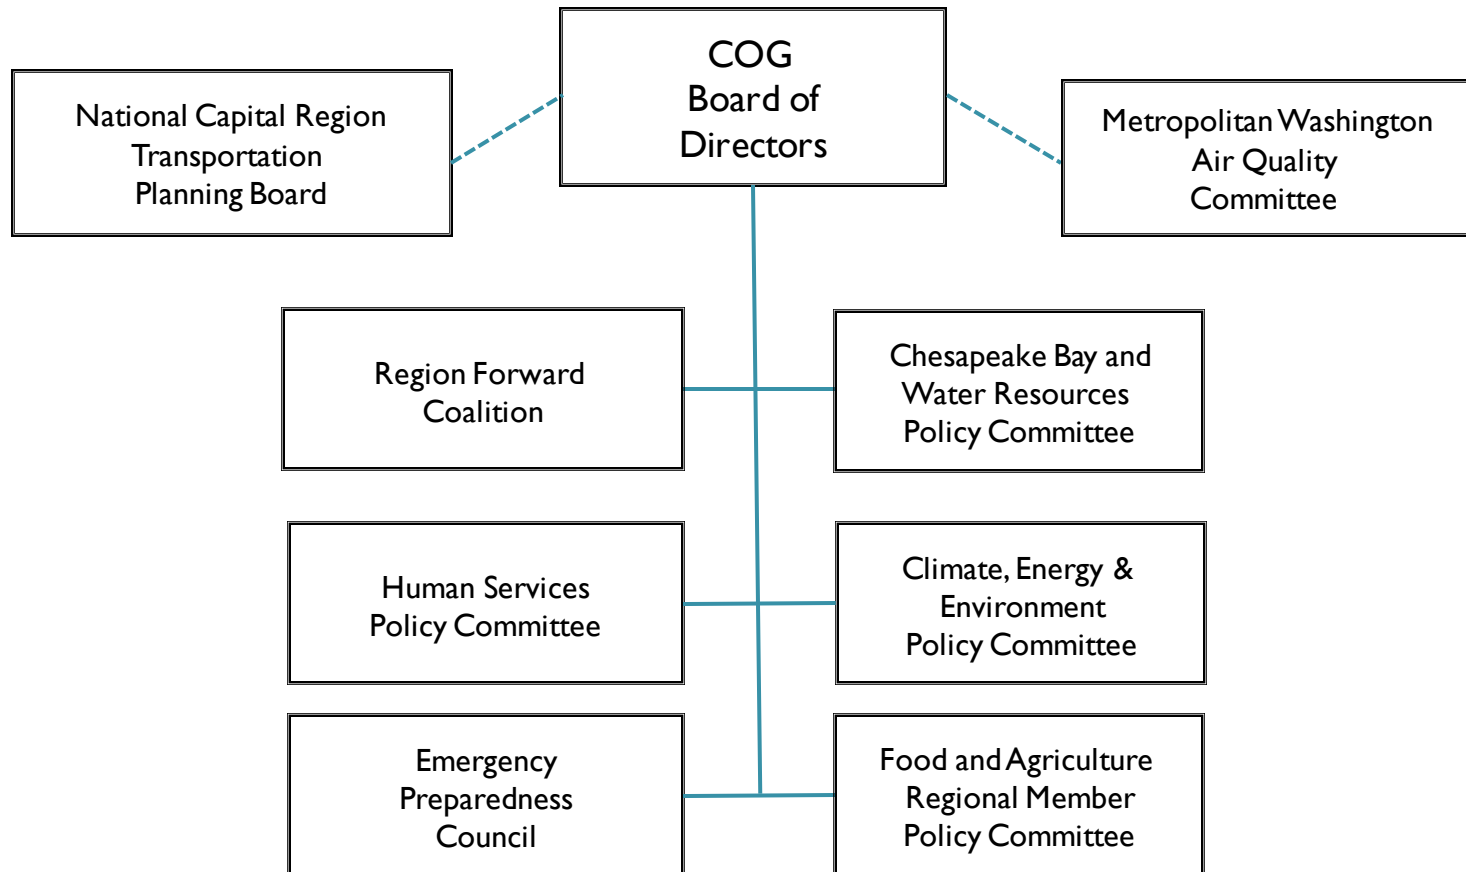 COG
Board of
Directors
National Capital Region
Transportation
Planning Board
Metropolitan Washington
Air Quality
Committee
Region Forward
Coalition
Chesapeake Bay and
Water Resources
Policy Committee
Human Services
Policy Committee
Climate, Energy &
Environment
Policy Committee
Emergency
Preparedness
Council
Food and Agriculture
Regional Member
Policy Committee